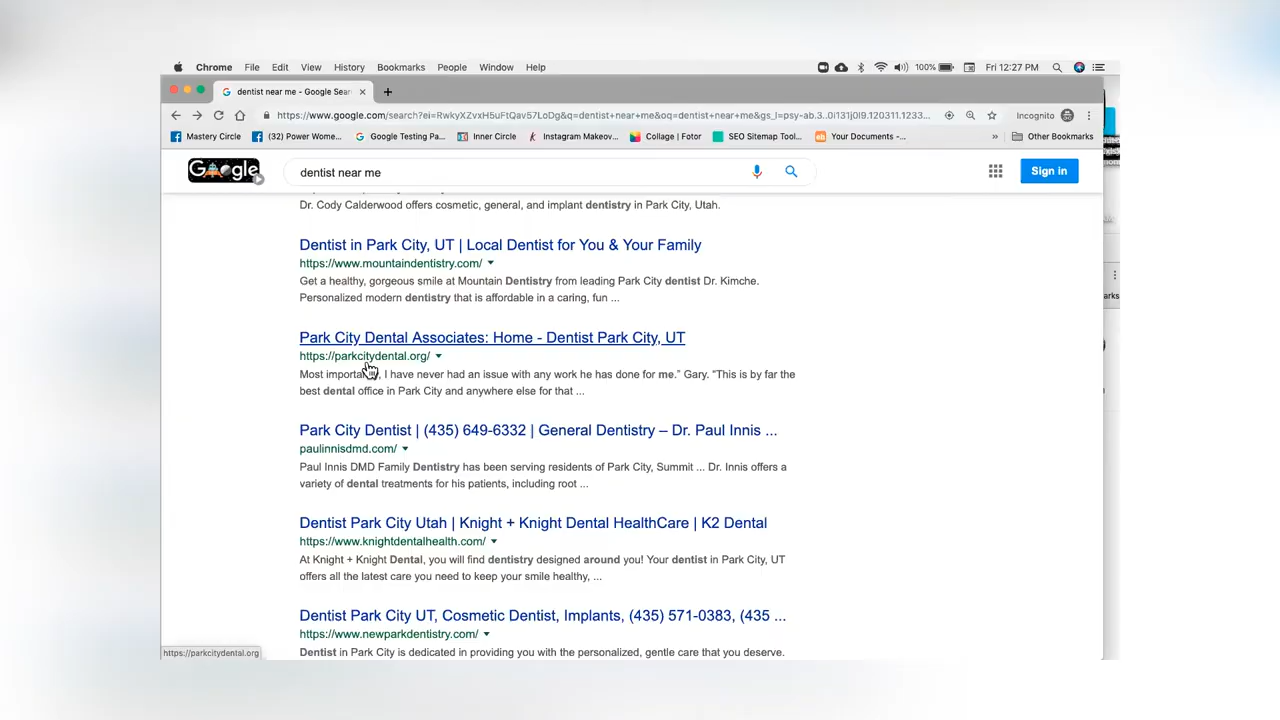 Chrome File Edit View History Bookmarks People Window Help 100% Fri 12:27 PM
dentist near me - Google Sear
https://www.google.com/search?ei=RwkyXZvxH5uFtQav57LoDg&q=dentist+near+me&oq=dentist+near+me&gs_l=psy-ab.3..0i131j0l9.120311.1233... Incognito
Mastery Circle (32) Power Wome... Google Testing Pa... Inner Circle Instagram Makeov... Collage | Fotor SEO Sitemap Tool... Your Documents -... » Other Bookmarks
Google dentist near me Sign in
Dr. Cody Calderwood offers cosmetic, general, and implant dentistry in Park City, Utah.
Dentist in Park City, UT | Local Dentist for You & Your Family
https://www.mountaindentistry.com/
Get a healthy, gorgeous smile at Mountain Dentistry from leading Park City dentist Dr. Kimche.
Personalized modern dentistry that is affordable in a caring, fun ...
Park City Dental Associates: Home - Dentist Park City, UT
https://parkcitydental.org/
Most , I have never had an issue with any work he has done for me." Gary. "This is by far the
best dental office in Park City and anywhere else for that ...
Park City Dentist | (435) 649-6332 | General Dentistry – Dr. Paul Innis ...
paulinnisdmd.com/
Paul Innis DMD Family Dentistry has been serving residents of Park City, Summit ... Dr. Innis offers a
variety of dental treatments for his patients, including root ...
Dentist Park City Utah | Knight + Knight Dental HealthCare | K2 Dental
https://www.knightdentalhealth.com/
At Knight + Knight Dental, you will find dentistry designed around you! Your dentist in Park City, UT
offers all the latest care you need to keep your smile healthy, ...
Dentist Park City UT, Cosmetic Dentist, Implants, (435) 571-0383, (435 ...
https://www.newparkdentistry.com/
Dentist in Park City is dedicated in providing you with the personalized, gentle care that you deserve.
https://parkcitydental.org
arks